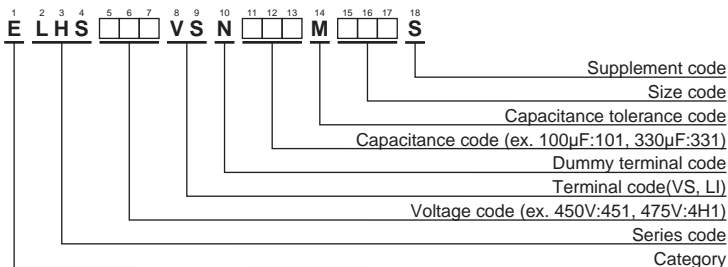 1 2 3 4 5 6 7 8 9 10 11 12 13 14 15 16 17 18
E L H S □□□ V S N □□□ M □□□ S
Supplement code
Size code
Capacitance tolerance code
Capacitance code (ex. 100μF:101, 330μF:331)
Dummy terminal code
Terminal code(VS, LI)
Voltage code (ex. 450V:451, 475V:4H1)
Series code
Category